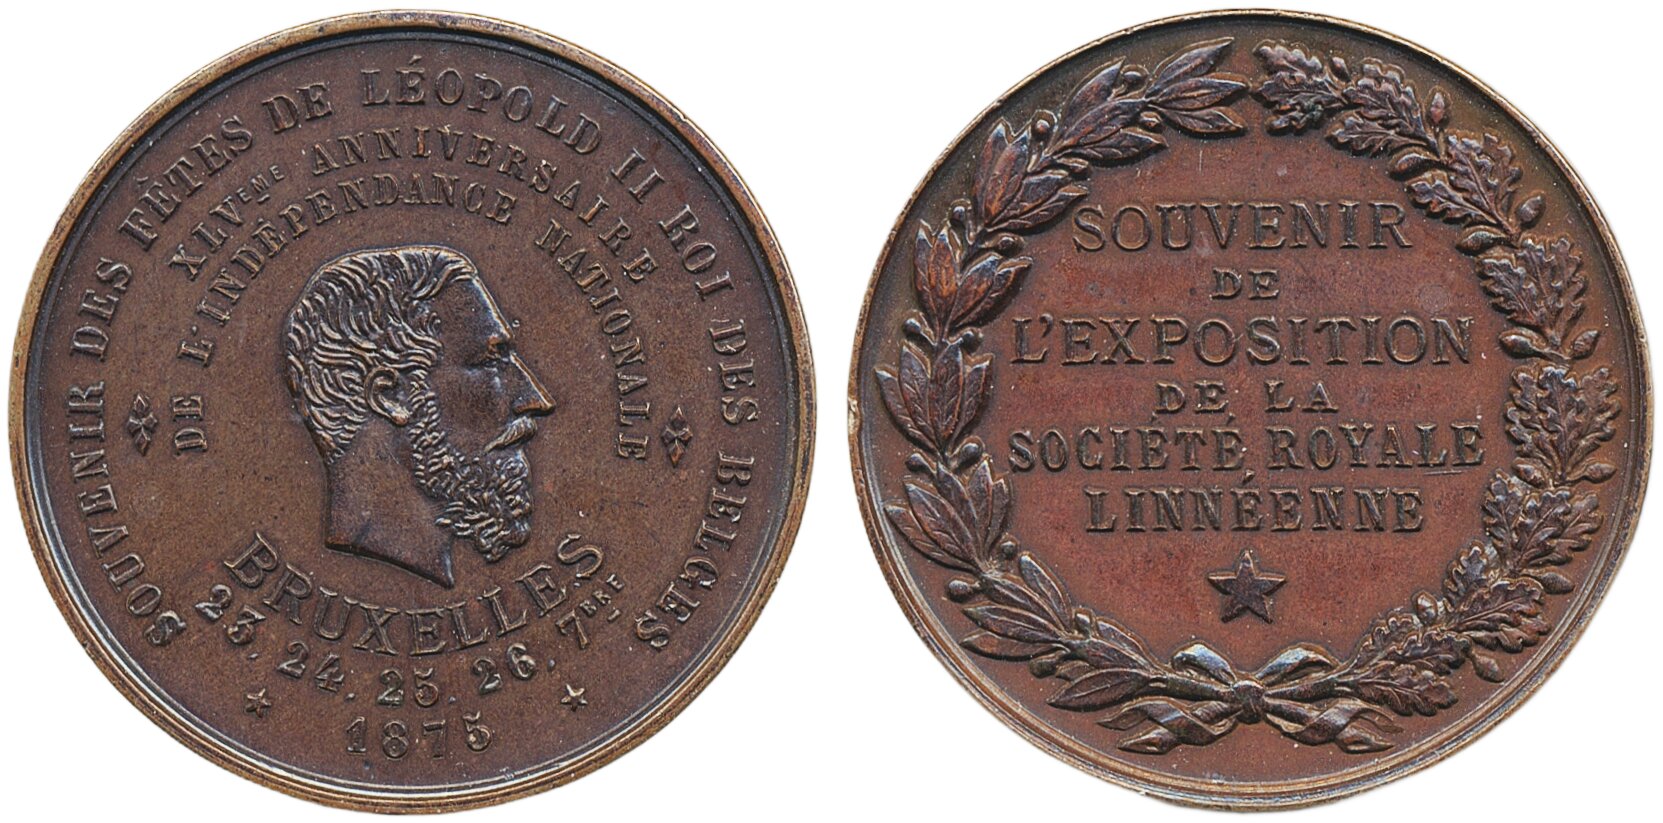 SOUVENIR DES FÊTES DE LÉOPOLD II ROI DES BELGES
XLVEME ANNIVERSAIRE
DE L'INDÉPENDANCE NATIONALE
BRUXELLES
23. 24. 25. 26. 7BRE
1875
SOUVENIR
DE
L'EXPOSITION
DE LA
SOCIÉTÉ ROYALE
LINNÉENNE